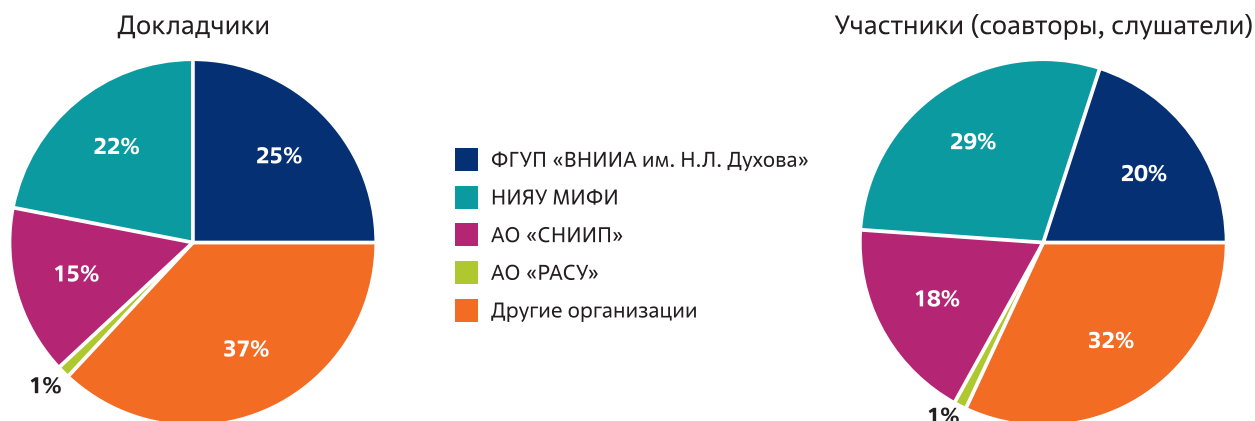 Докладчики
22%
25%
15%
37%
1%
ФГУП «ВНИИА им. Н.Л. Духова»
НИЯУ МИФИ
АО «СНИИП»
АО «РАСУ»
Другие организации
Участники (соавторы, слушатели)
29%
20%
18%
32%
1%